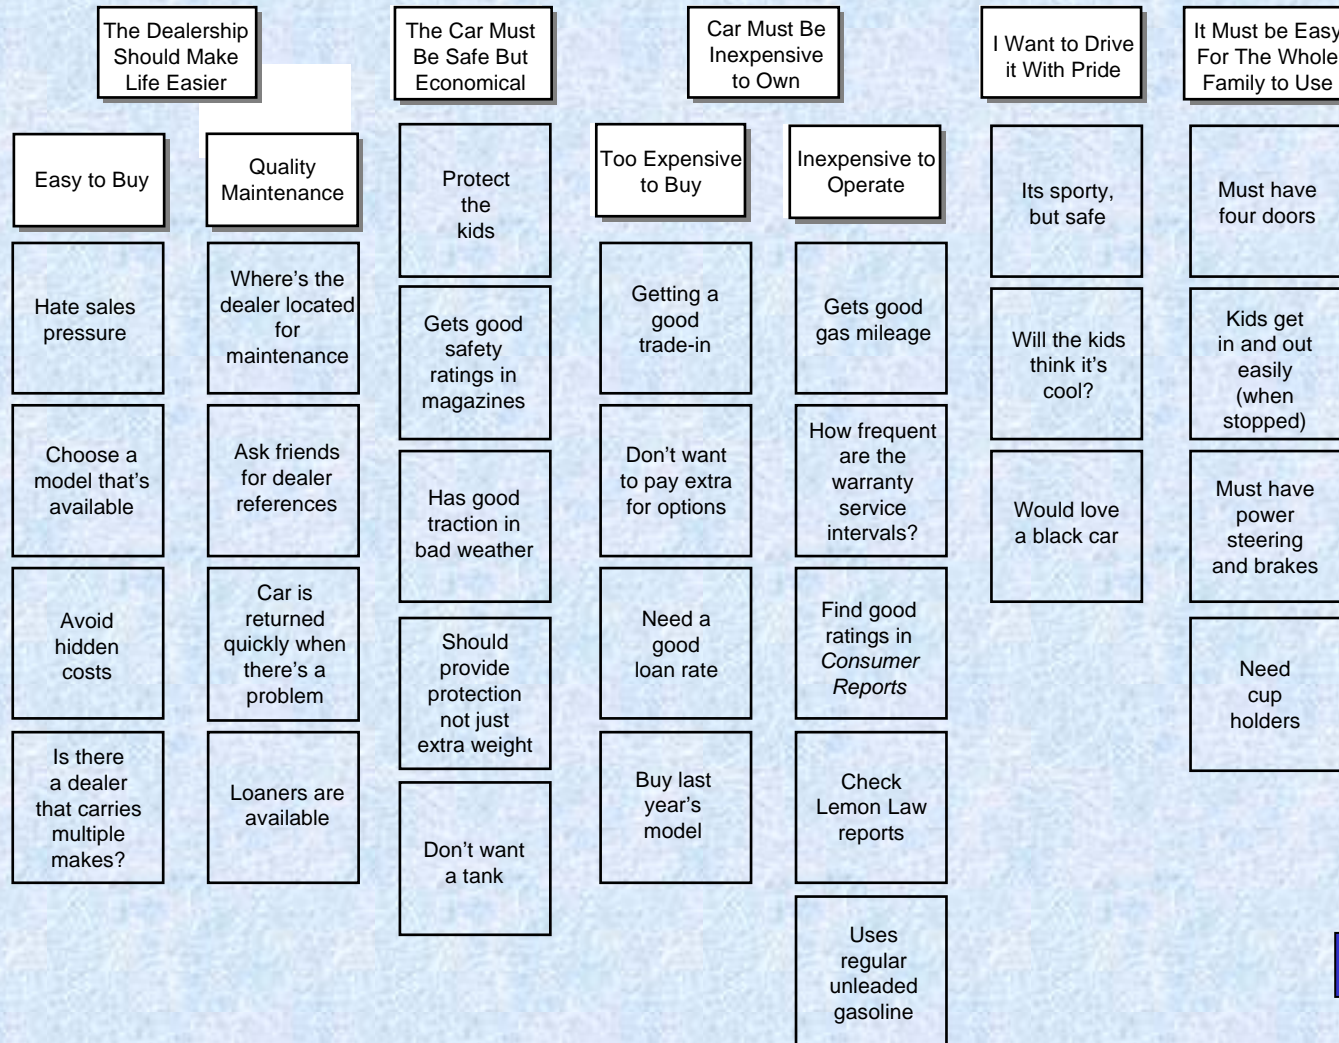 The Dealership
Should Make
Life Easier
The Car Must
Be Safe But
Economical
Car Must Be
Inexpensive
to Own
I Want to Drive
it With Pride
It Must be Easy
For The Whole
Family to Use
Easy to Buy
Quality
Maintenance
Too Expensive
to Buy
Inexpensive to
Operate
Hate sales
pressure
Choose a
model that's
available
Avoid
hidden
costs
Is there
a dealer
that carries
multiple
makes?
Where's the
dealer located
for
maintenance
Ask friends
for dealer
references
Car is
returned
quickly when
there's a
problem
Loaners are
available
Protect
the
kids
Gets good
safety
ratings in
magazines
Has good
traction in
bad weather
Should
provide
protection
not just
extra weight
Don't want
a tank
Getting a
good
trade-in
Don't want
to pay extra
for options
Need a
good
loan rate
Buy last
year's
model
Gets good
gas mileage
How frequent
are the
warranty
service
intervals?
Find good
ratings in
Consumer
Reports
Check
Lemon Law
reports
Uses
regular
unleaded
gasoline
Its sporty,
but safe
Will the kids
think it's
cool?
Would love
a black car
Must have
four doors
Kids get
in and out
easily
(when
stopped)
Must have
power
steering
and brakes
Need
cup
holders